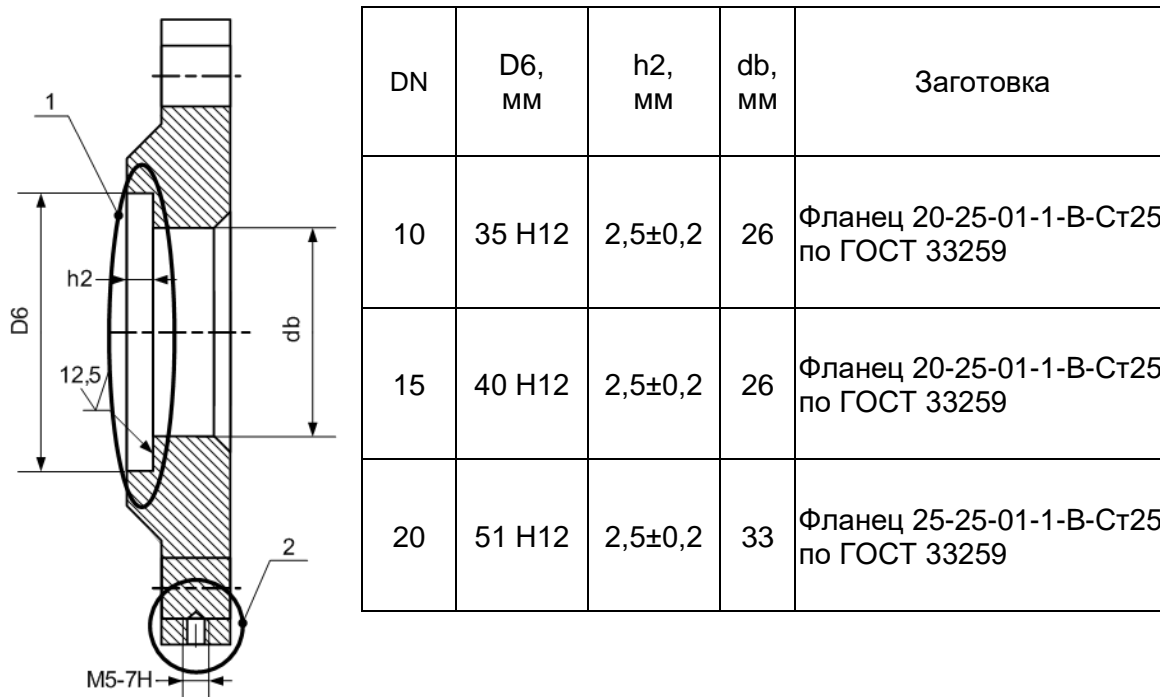 1
h2
D6
db
12,5
2
M5-7H
DN
D6,
мм
h2,
мм
db,
мм
Заготовка
10
35 H12
2,5±0,2
26
Фланец 20-25-01-1-В-Ст25
по ГОСТ 33259
15
40 H12
2,5±0,2
26
Фланец 20-25-01-1-В-Ст25
по ГОСТ 33259
20
51 H12
2,5±0,2
33
Фланец 25-25-01-1-В-Ст25
по ГОСТ 33259